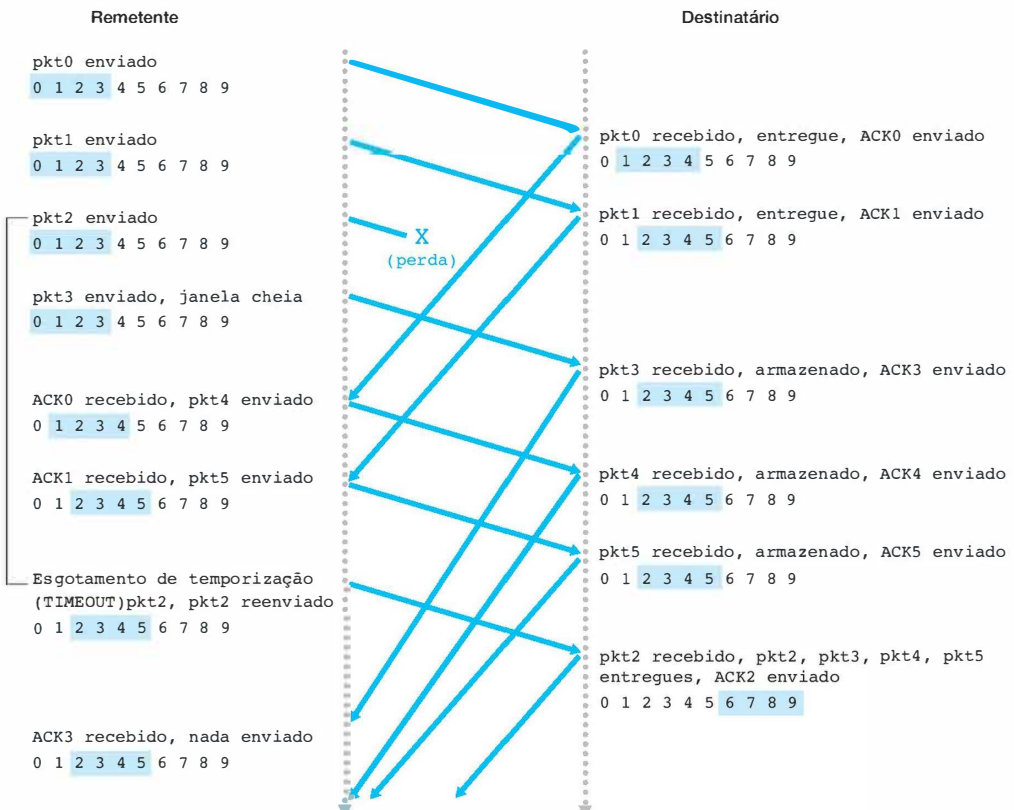 Remetente
Destinatário
pkt0 enviado
0 1 2 3 4 5 6 7 8 9
pkt1 enviado
0 1 2 3 4 5 6 7 8 9
pkt2 enviado
0 1 2 3 4 5 6 7 8 9
pkt3 enviado, janela cheia
0 1 2 3 4 5 6 7 8 9
ACK0 recebido, pkt4 enviado
0 1 2 3 4 5 6 7 8 9
ACK1 recebido, pkt5 enviado
0 1 2 3 4 5 6 7 8 9
Esgotamento de temporização
(TIMEOUT)pkt2, pkt2 reenviado
0 1 2 3 4 5 6 7 8 9
ACK3 recebido, nada enviado
0 1 2 3 4 5 6 7 8 9
X
(perda)
pkt0 recebido, entregue, ACK0 enviado
0 1 2 3 4 5 6 7 8 9
pkt1 recebido, entregue, ACK1 enviado
0 1 2 3 4 5 6 7 8 9
pkt3 recebido, armazenado, ACK3 enviado
0 1 2 3 4 5 6 7 8 9
pkt4 recebido, armazenado, ACK4 enviado
0 1 2 3 4 5 6 7 8 9
pkt5 recebido, armazenado, ACK5 enviado
0 1 2 3 4 5 6 7 8 9
pkt2 recebido, pkt2, pkt3, pkt4, pkt5
entregues, ACK2 enviado
0 1 2 3 4 5 6 7 8 9